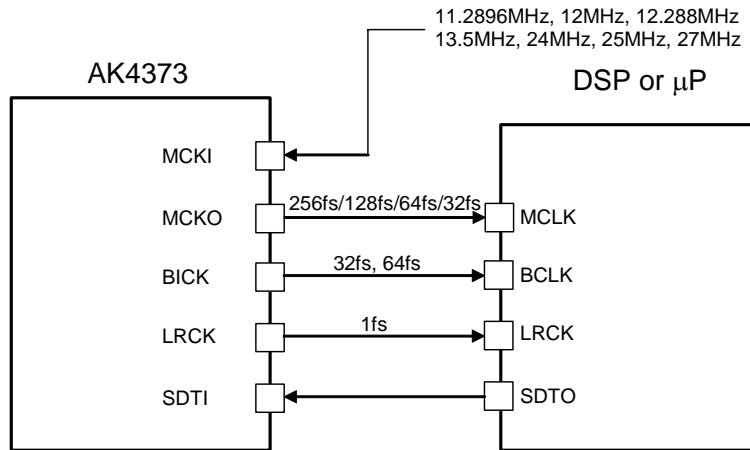 11.2896MHz, 12MHz, 12.288MHz
13.5MHz, 24MHz, 25MHz, 27MHz
AK4373
DSP or μP
MCKI
MCKO
256fs/128fs/64fs/32fs
MCLK
BICK
32fs, 64fs
BCLK
LRCK
1fs
LRCK
SDTI
SDTO